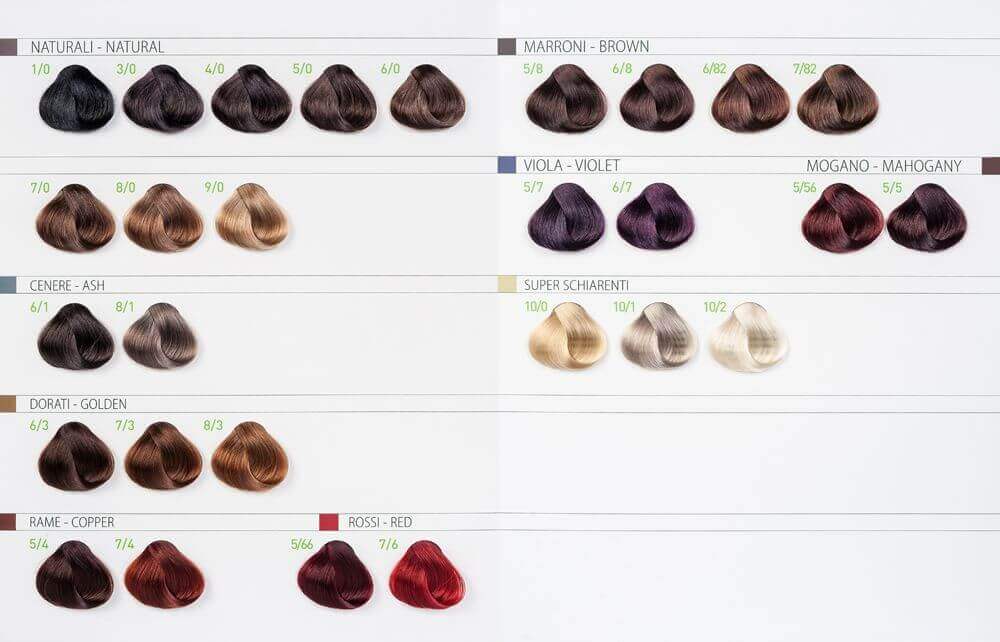 NATURALI - NATURAL
1/0 3/0 4/0 5/0 6/0
7/0 8/0 9/0
CENERE - ASH
6/1 8/1
DORATI - GOLDEN
6/3 7/3 8/3
RAME - COPPER ROSSI - RED
5/4 7/4 5/66 7/6
MARRONI - BROWN
5/8 6/8 6/82 7/82
VIOLA - VIOLET MOGANO - MAHOGANY
5/7 6/7 5/56 5/5
SUPER SCHIARENTI
10/0 10/1 10/2